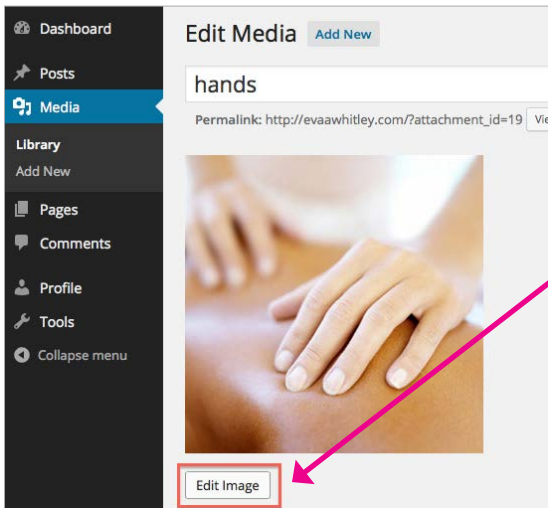 Dashboard
Posts
Media
Library
Add New
Pages
Comments
Profile
Tools
Collapse menu
Edit Media Add New
hands
Permalink: http://evaawhitley.com/?attachment_id=19
Edit Image